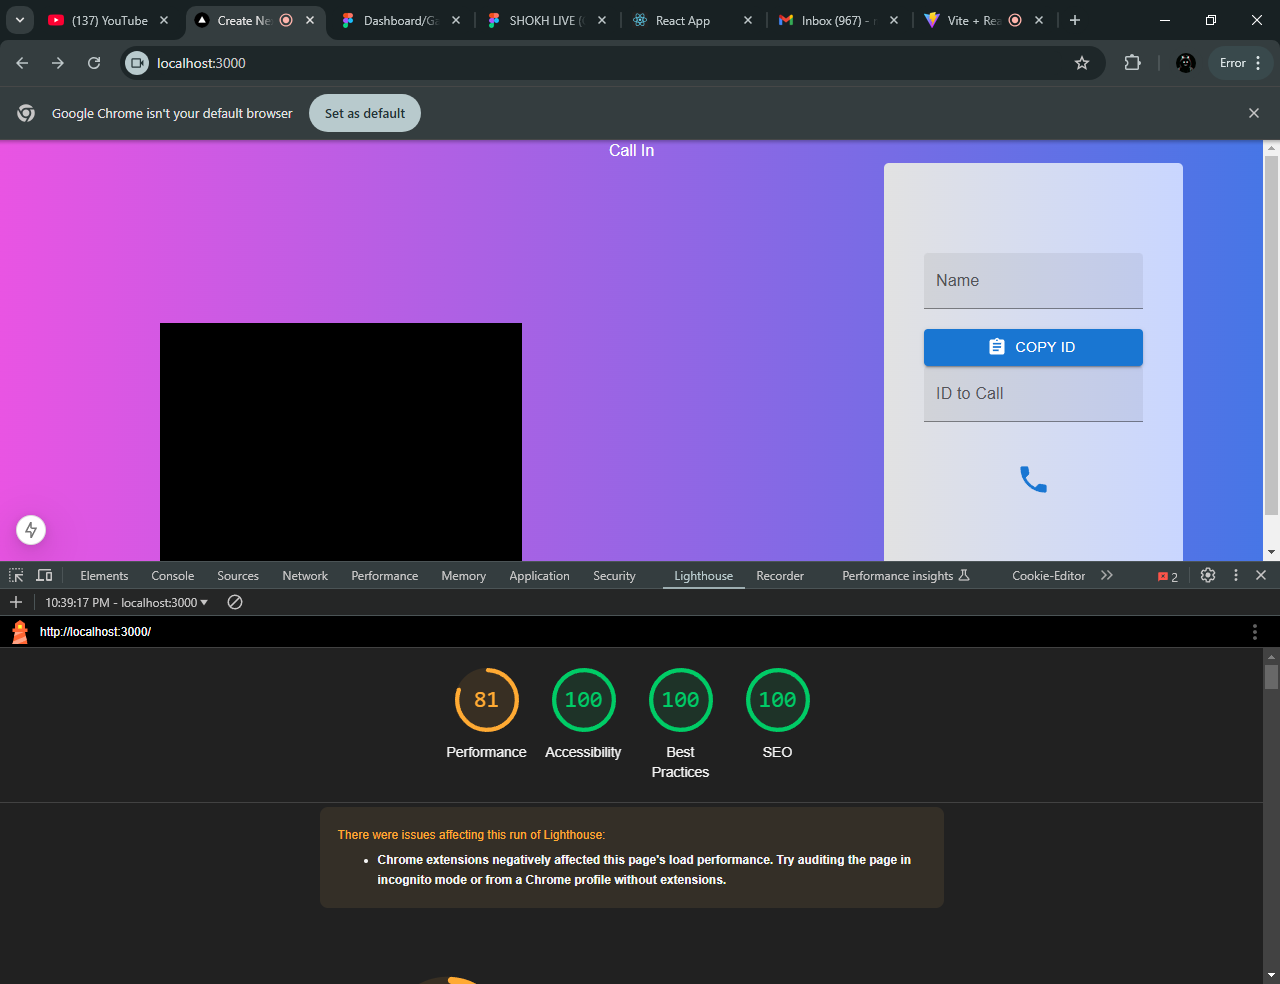 (137) YouTube
Create Ne
Dashboard/Ga
SHOKH LIVE (
React App
Inbox (967) -
Vite + Rea
localhost:3000
Error
Google Chrome isn't your default browser
Set as default
Call In
Name
COPY ID
ID to Call
Elements Console Sources Network Performance Memory Application Security Lighthouse Recorder Performance insights Cookie-Editor 2
10:39:17 PM - localhost:3000
http://localhost:3000/
81 100 100 100
Performance Accessibility Best Practices SEO
There were issues affecting this run of Lighthouse:
Chrome extensions negatively affected this page's load performance. Try auditing the page in
incognito mode or from a Chrome profile without extensions.